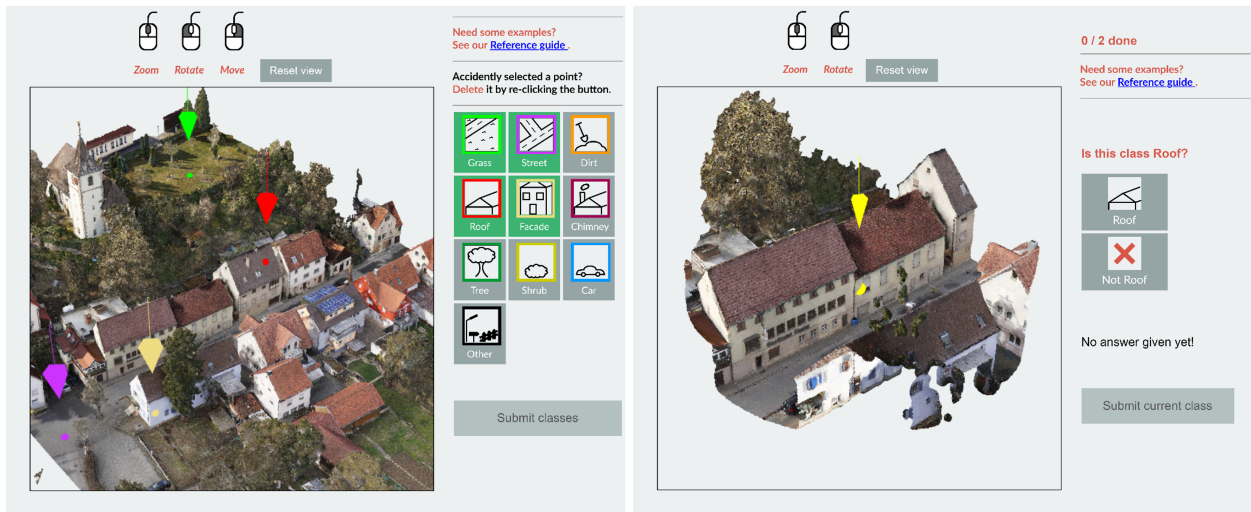 Zoom
Rotate
Move
Reset view
Need some examples?
See our Reference guide .
Accidently selected a point?
Delete it by re-clicking the button.
Grass
Street
Dirt
Roof
Facade
Chimney
Tree
Shrub
Car
Other
Submit classes
Zoom
Rotate
Reset view
0 / 2 done
Need some examples?
See our Reference guide .
Is this class Roof?
Roof
Not Roof
No answer given yet!
Submit current class